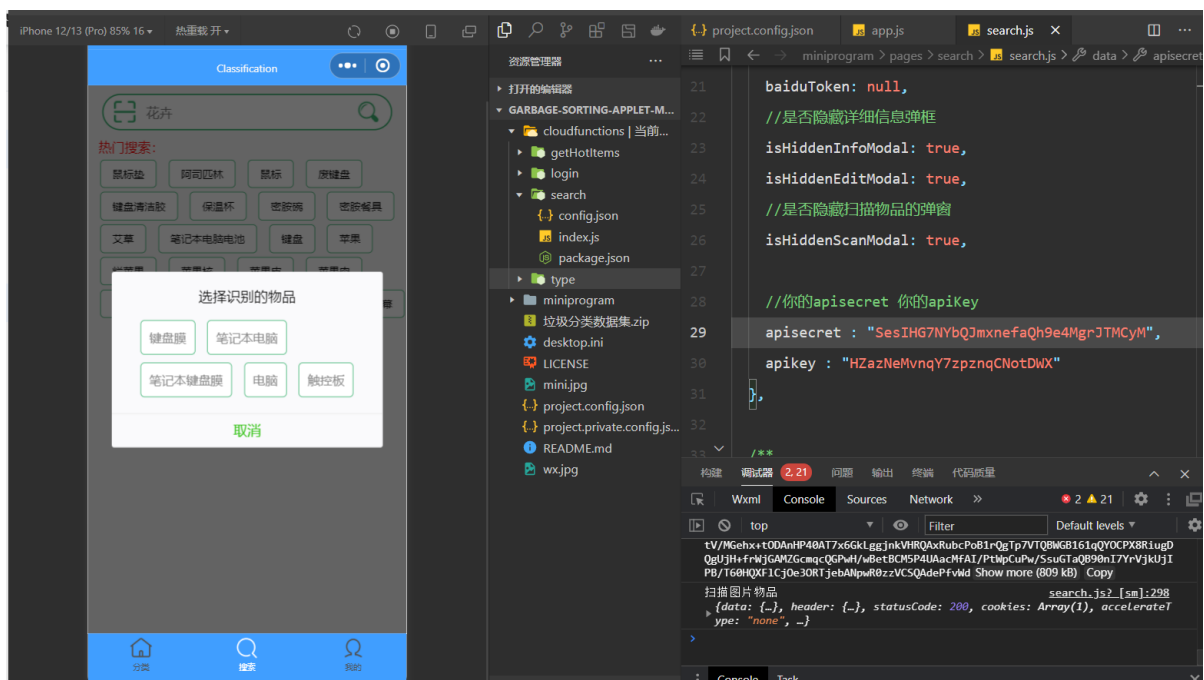 iPhone 12/13 (Pro) 85% 16
热重载 开
Classification
花卉
热门搜索：
鼠标垫 阿司匹林 鼠标 废键盘
键盘清洁胶 保温杯 密胺碗 密胺餐具
艾草 笔记本电脑电池 键盘 苹果
选择识别的物品
键盘膜 笔记本电脑
笔记本键盘膜 电脑 触控板
取消
分类 搜索 我的
资源管理器
打开的编辑器
GARBAGE-SORTING-APPLET-M...
cloudfunctions | 当前...
getHotItems
login
search
config.json
index.js
package.json
type
miniprogram
垃圾分类数据集.zip
desktop.ini
LICENSE
mini.jpg
project.config.json
project.private.config.js...
README.md
wx.jpg
project.config.json app.js search.js
miniprogram > pages > search > search.js > data > apisecret
21 baiduToken: null,
22 //是否隐藏详细信息弹框
23 isHiddenInfoModal: true,
24 isHiddenEditModal: true,
25 //是否隐藏扫描物品的弹窗
26 isHiddenScanModal: true,
27
28 //你的apisecret 你的apiKey
29 apisecret : "SesIHG7NYbQJmxnefaQh9e4MgrJTMCyM",
30 apikey : "HZazNeMvnqY7zpznqCNotDWX"
31 },
32
33 /**
构建 调试器 2, 21 问题 输出 终端 代码质量
Wxml Console Sources Network 2 21
top Filter Default levels
tV/MGehx+tODAnHP40AT7x6GkLggjnkVHRQAxRubcPoB1rQgTp7VTQBWGB161qQYOCPX8RiugD
QgUjH+frWjGAMZGcmqcQGPwH/wBetBCM5P4UAacMfAI/PtWpCuPw/SsuGTaQB90nI7YrVjkUjI
PB/T60HQXFlCjOe3ORTjebANpwR0zzVCSQAdePfvWd Show more (809 kB) Copy
扫描图片物品 search.js? [sm]:298
{data: {…}, header: {…}, statusCode: 200, cookies: Array(1), accelerateT
ype: "none", …}
Console Task